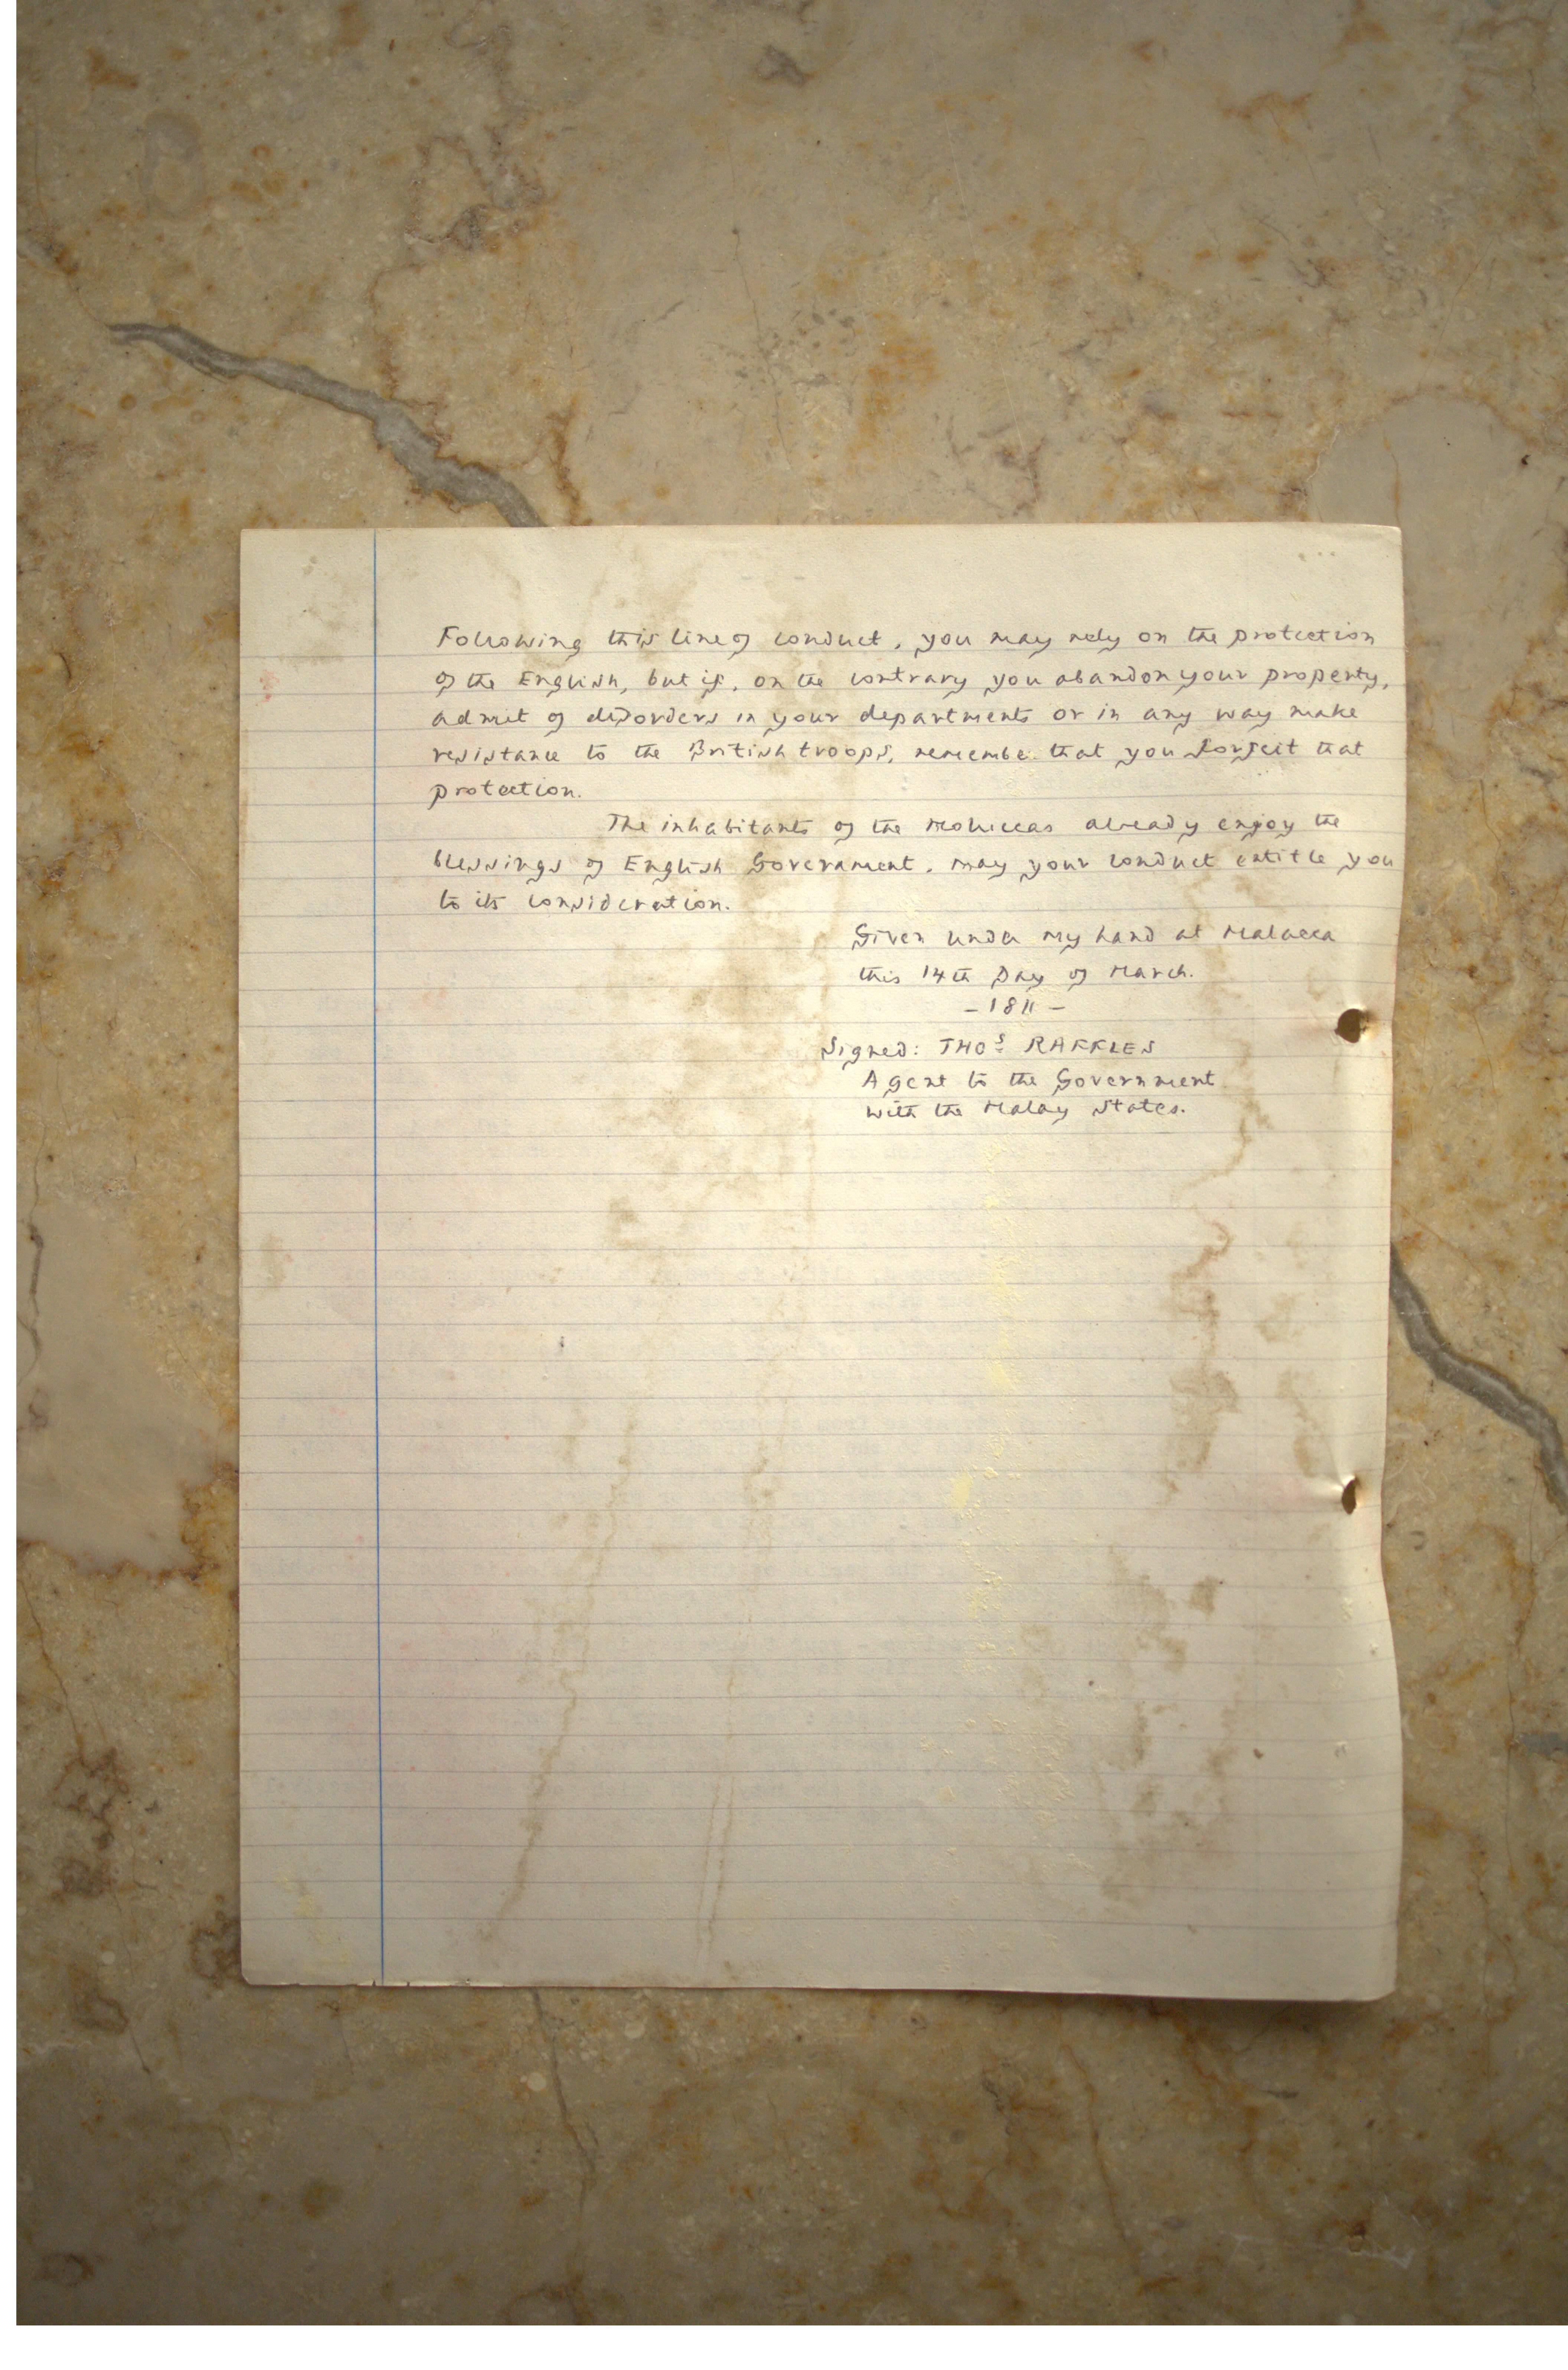 Following this line of conduct, you may rely on the protection
of the English, but if, on the contrary you abandon your property,
admit of disorders in your departments or in any way make
resistance to the British troops, remember that you forfeit that
protection.
The inhabitants of the Moluccas already enjoy the
blessings of English Government, may your conduct entitle you
to its consideration.
Given under my hand at Malacca
this 14th Day of March.
- 1811 -
Signed: THOS RAFFLES
Agent to the Government
with the Malay States.